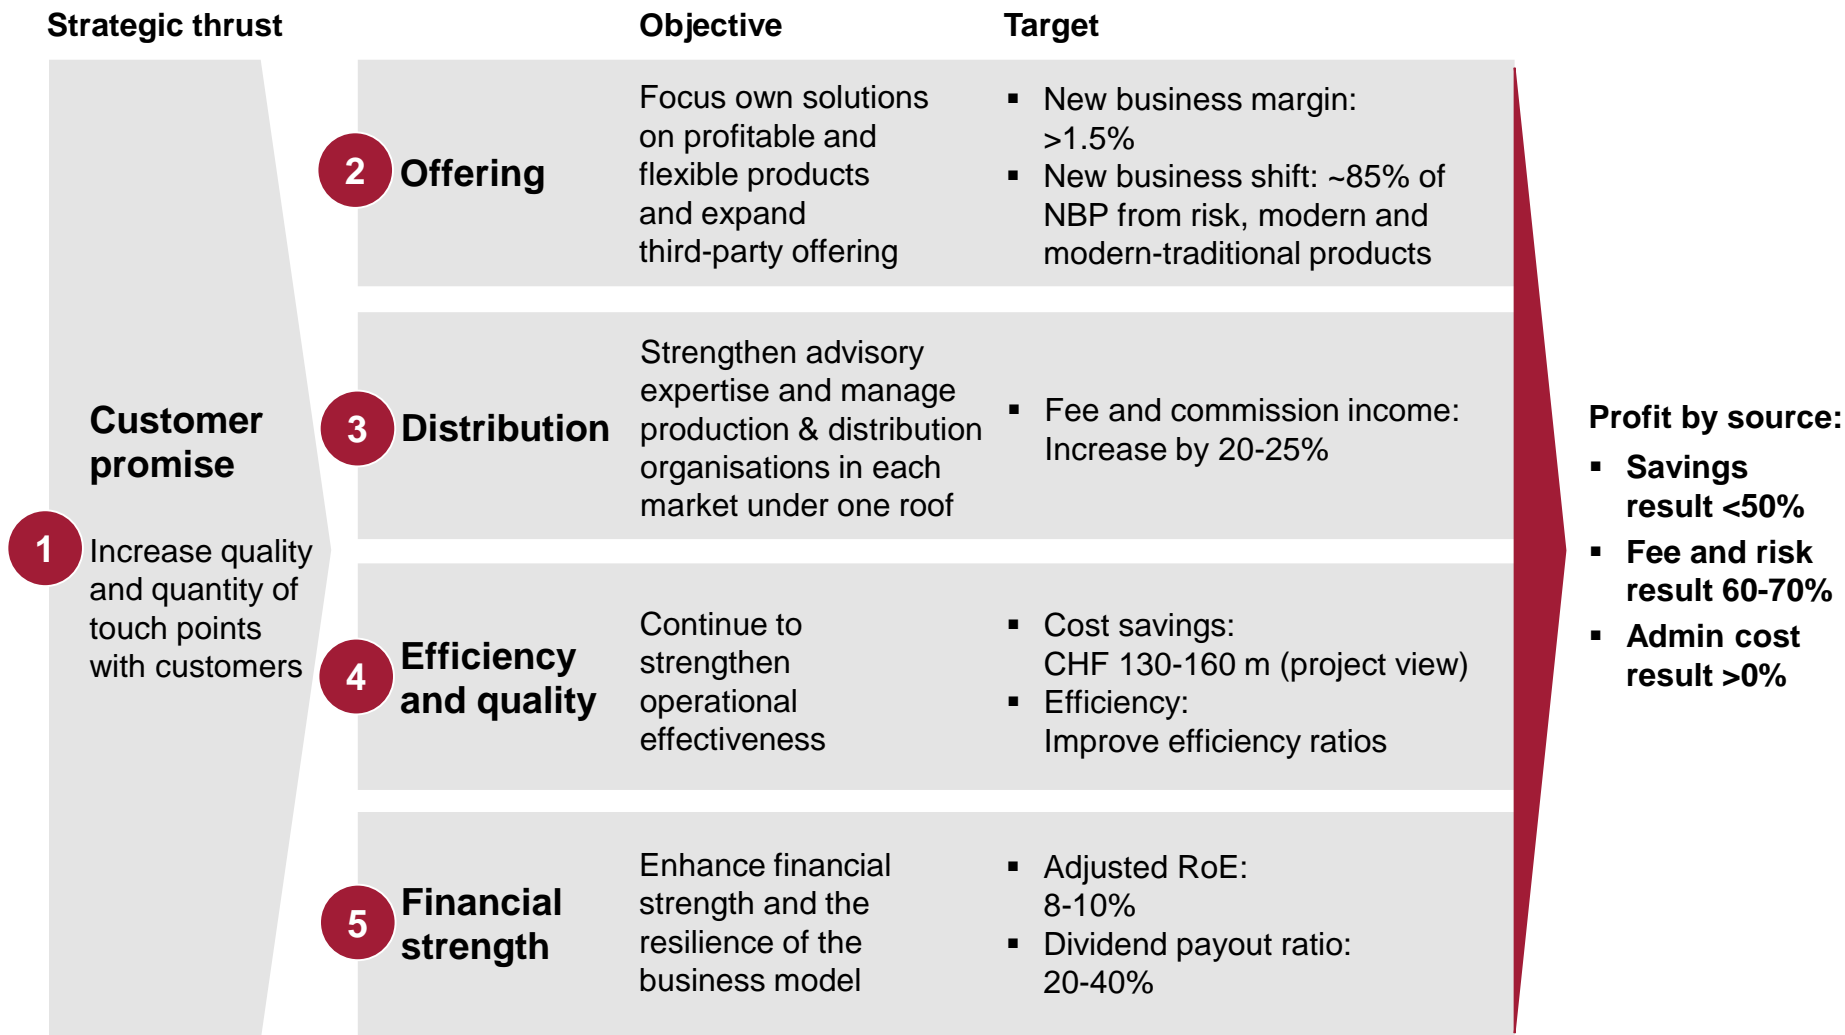 Strategic thrust
Objective
Target
1
Customer
promise
Increase quality
and quantity of
touch points
with customers
2
Offering
Focus own solutions
on profitable and
flexible products
and expand
third-party offering
▪ New business margin:
>1.5%
▪ New business shift: ~85% of
NBP from risk, modern and
modern-traditional products
3
Distribution
Strengthen advisory
expertise and manage
production & distribution
organisations in each
market under one roof
▪ Fee and commission income:
Increase by 20-25%
4
Efficiency
and quality
Continue to
strengthen
operational
effectiveness
▪ Cost savings:
CHF 130-160 m (project view)
▪ Efficiency:
Improve efficiency ratios
5
Financial
strength
Enhance financial
strength and the
resilience of the
business model
▪ Adjusted RoE:
8-10%
▪ Dividend payout ratio:
20-40%
Profit by source:
▪ Savings
result <50%
▪ Fee and risk
result 60-70%
▪ Admin cost
result >0%